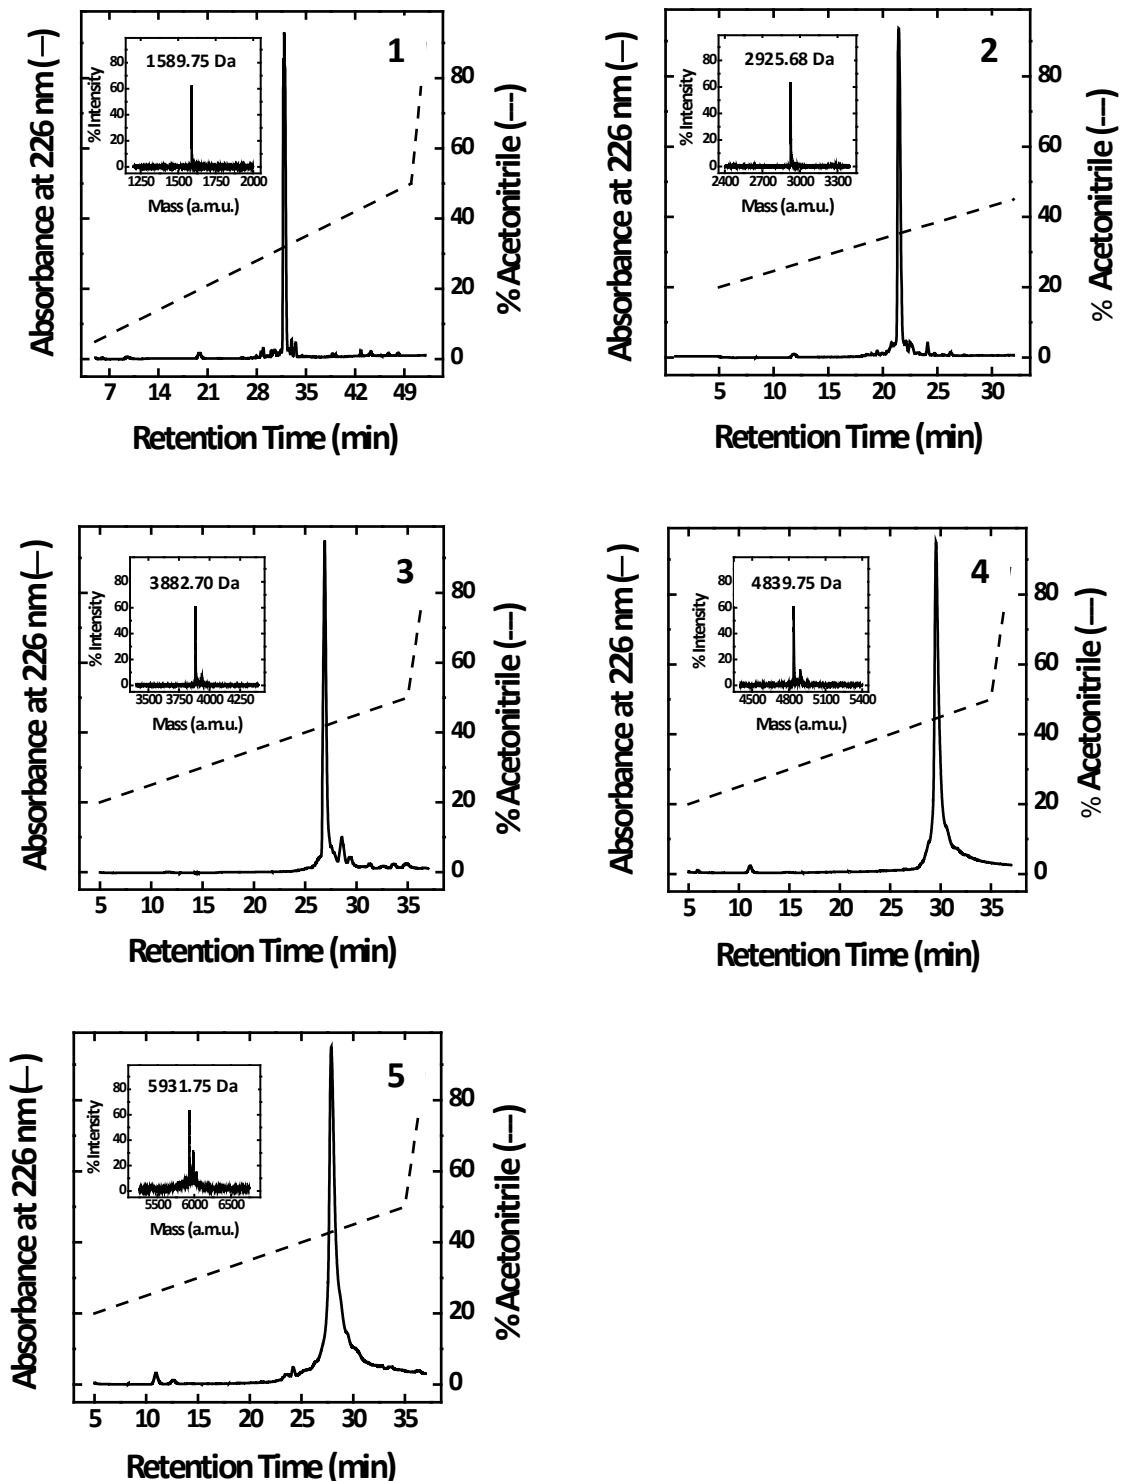 1
1589.75 Da
% Intensity
80
60
40
20
0
1250 1500 1750 2000
Mass (a.m.u.)
Absorbance at 226 nm (—)
% Acetonitrile (---)
80
60
40
20
0
7 14 21 28 35 42 49
Retention Time (min)
2
2925.68 Da
% Intensity
80
60
40
20
0
2400 2700 3000 3300
Mass (a.m.u.)
Absorbance at 226 nm (—)
% Acetonitrile (---)
80
60
40
20
0
5 10 15 20 25 30
Retention Time (min)
3
3882.70 Da
% Intensity
80
60
40
20
0
3500 3750 4000 4250
Mass (a.m.u.)
Absorbance at 226 nm (—)
% Acetonitrile (---)
80
60
40
20
0
5 10 15 20 25 30 35
Retention Time (min)
4
4839.75 Da
% Intensity
80
60
40
20
0
4500 4800 5100 5400
Mass (a.m.u.)
Absorbance at 226 nm (—)
% Acetonitrile (---)
80
60
40
20
0
5 10 15 20 25 30 35
Retention Time (min)
5
5931.75 Da
% Intensity
80
60
40
20
0
5500 6000 6500
Mass (a.m.u.)
Absorbance at 226 nm (—)
% Acetonitrile (---)
80
60
40
20
0
5 10 15 20 25 30 35
Retention Time (min)